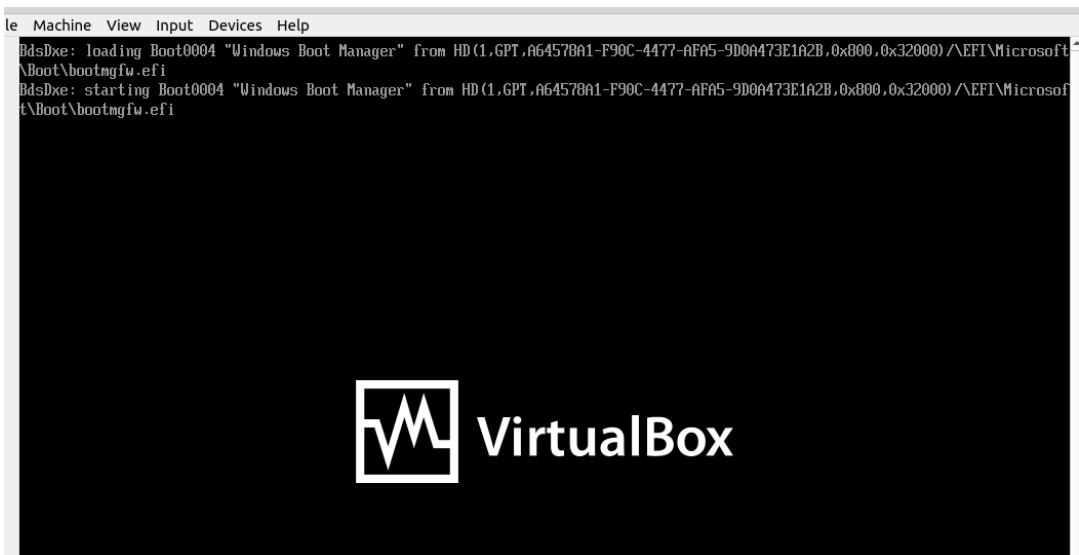 le Machine View Input Devices Help
BdsDxe: loading Boot0004 "Windows Boot Manager" from HD(1,GPT,A64578A1-F90C-4477-AFA5-9D0A473E1A2B,0x800,0x32000)/\EFI\Microsoft
\Boot\bootmgfw.efi
BdsDxe: starting Boot0004 "Windows Boot Manager" from HD(1,GPT,A64578A1-F90C-4477-AFA5-9D0A473E1A2B,0x800,0x32000)/\EFI\Microsof
t\Boot\bootmgfw.efi
VirtualBox